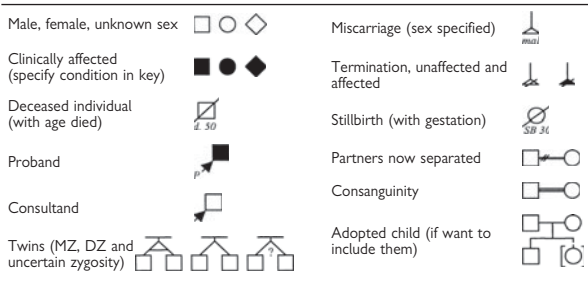 Male, female, unknown sex
Clinically affected
(specify condition in key)
Deceased individual
(with age died)
d. 50
Proband
P
Consultand
Twins (MZ, DZ and
uncertain zygosity)
?
Miscarriage (sex specified)
mal
Termination, unaffected and
affected
Stillbirth (with gestation)
SB 30
Partners now separated
Consanguinity
Adopted child (if want to
include them)